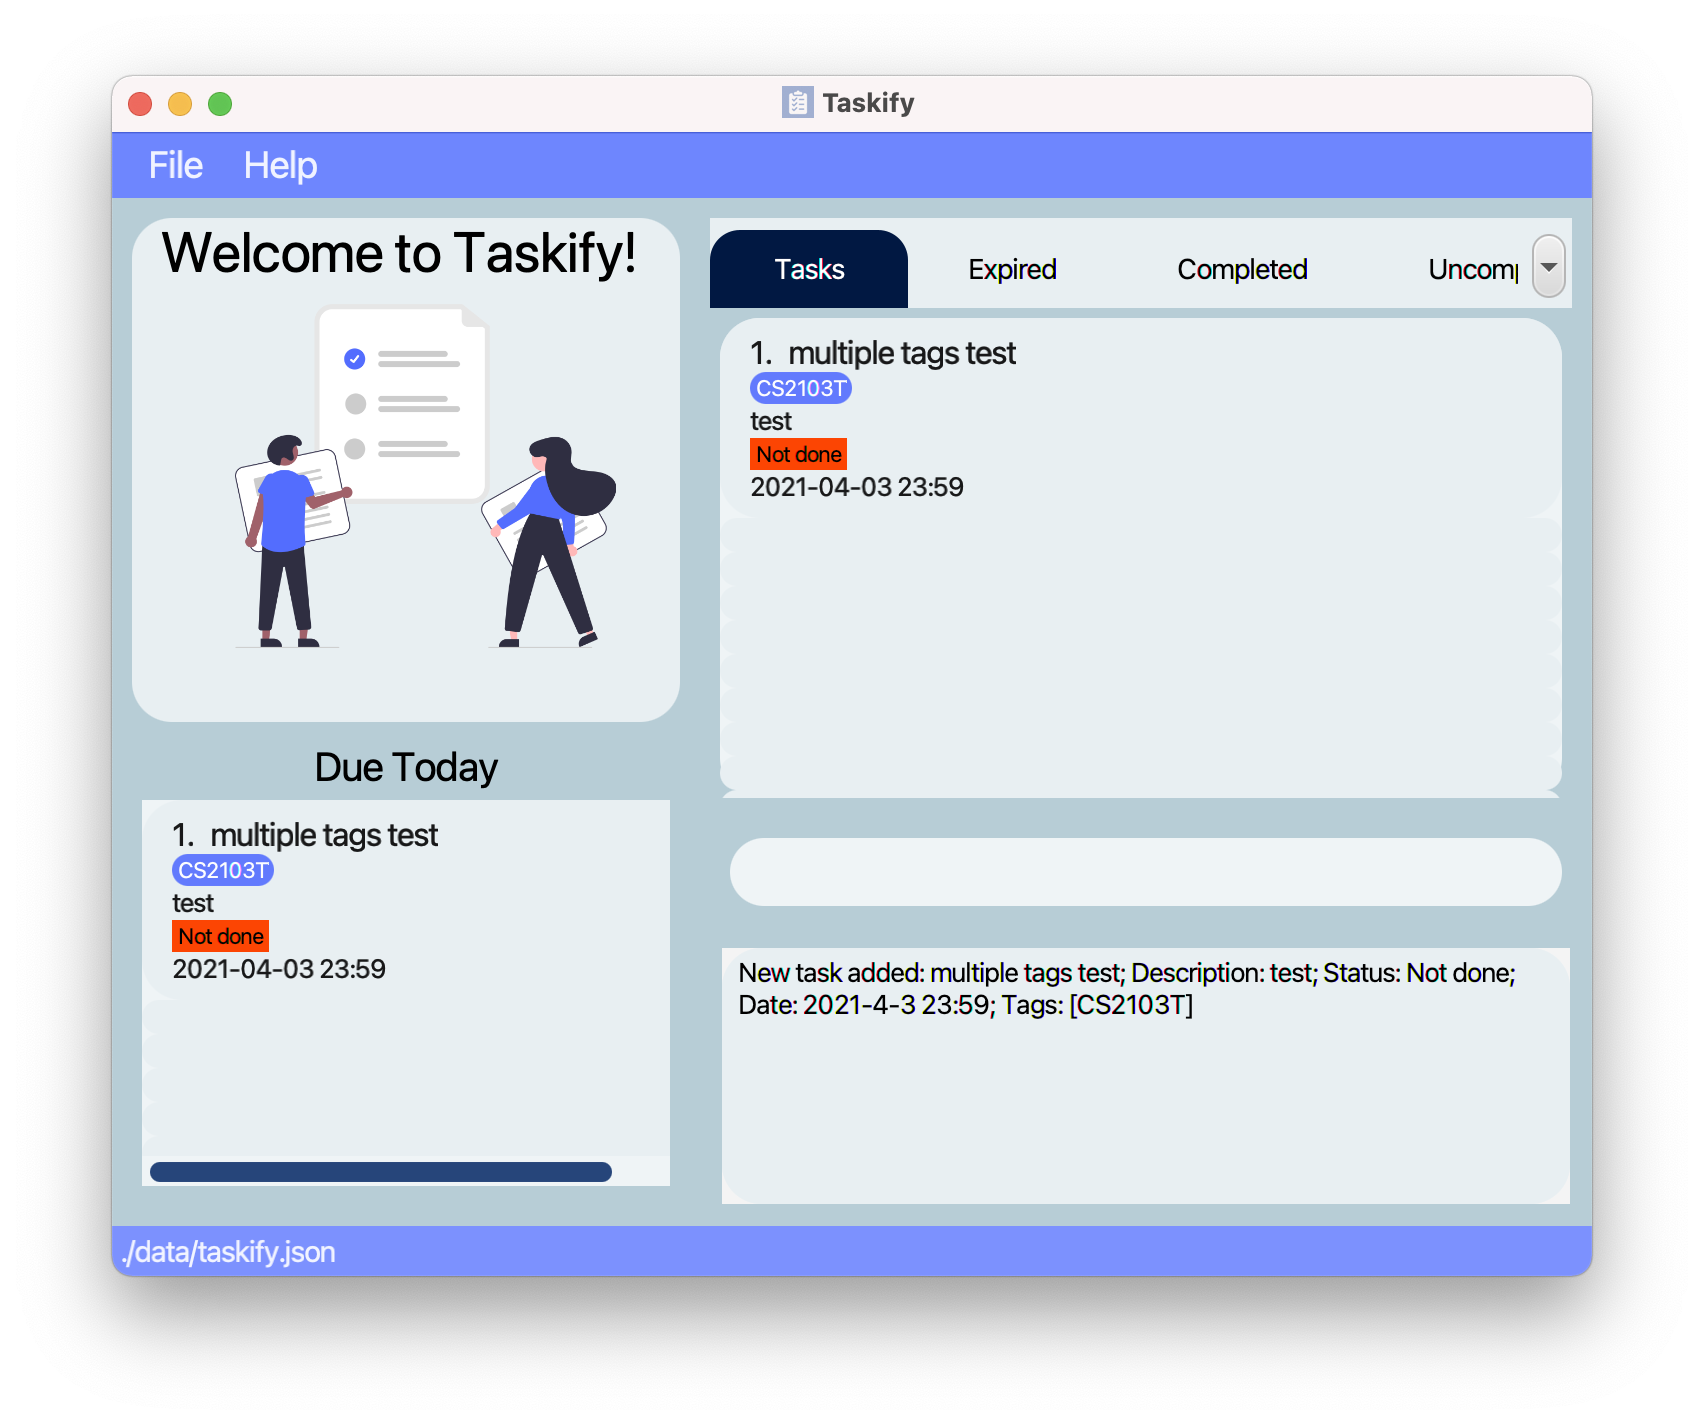 Taskify
File Help
Welcome to Taskify!
Due Today
1. multiple tags test
CS2103T
test
Not done
2021-04-03 23:59
Tasks Expired Completed
1. multiple tags test
CS2103T
test
Not done
2021-04-03 23:59
New task added: multiple tags test; Description: test; Status: Not done;
Date: 2021-4-3 23:59; Tags: [CS2103T]
./data/taskify.json